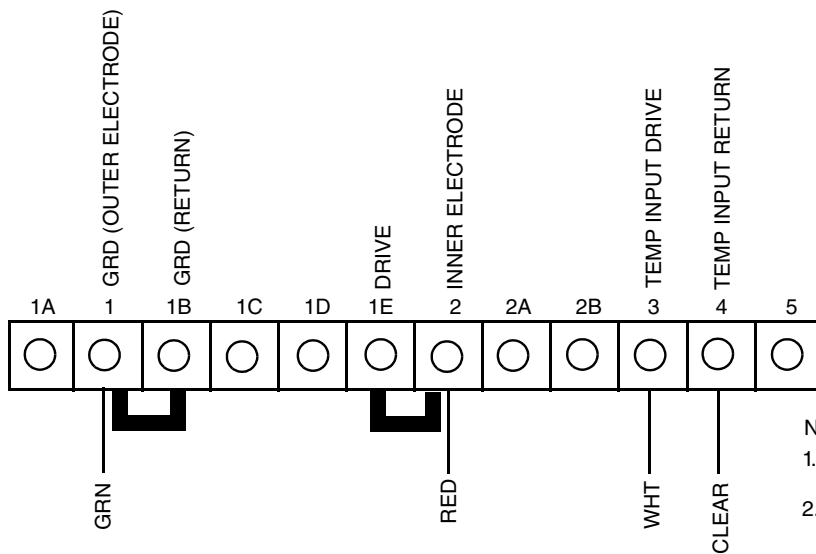 GRD (OUTER ELECTRODE)
GRD (RETURN)
DRIVE
INNER ELECTRODE
TEMP INPUT DRIVE
TEMP INPUT RETURN
1A 1 1B 1C 1D 1E 2 2A 2B 3 4 5
GRN
RED
WHT
CLEAR
N
1.
2.